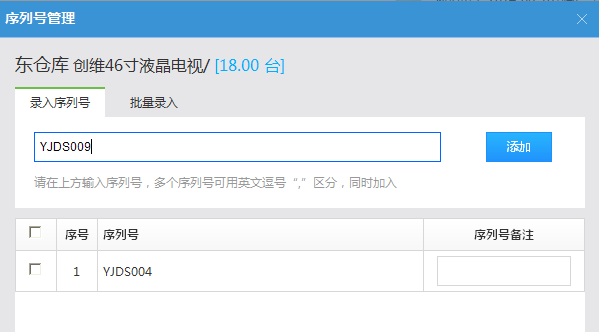 序列号管理
东仓库 创维46寸液晶电视/ [18.00 台]
录入序列号 批量录入
YJDS009 添加
请在上方输入序列号，多个序列号可用英文逗号“,”区分，同时加入
序号 序列号 序列号备注
1 YJDS004